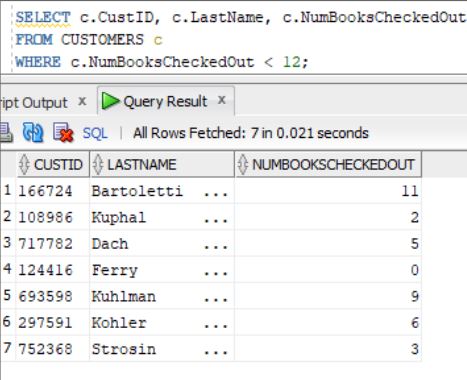 SELECT c.CustID, c.LastName, c.NumBooksCheckedOut
FROM CUSTOMERS c
WHERE c.NumBooksCheckedOut < 12;
ipt Output x Query Result x
SQL | All Rows Fetched: 7 in 0.021 seconds
CUSTID LASTNAME NUMBOOKSCHECKEDOUT
1 166724 Bartoletti ... 11
2 108986 Kuphal ... 2
3 717782 Dach ... 5
4 124416 Ferry ... 0
5 693598 Kuhlman ... 9
6 297591 Kohler ... 6
7 752368 Strosin ... 3